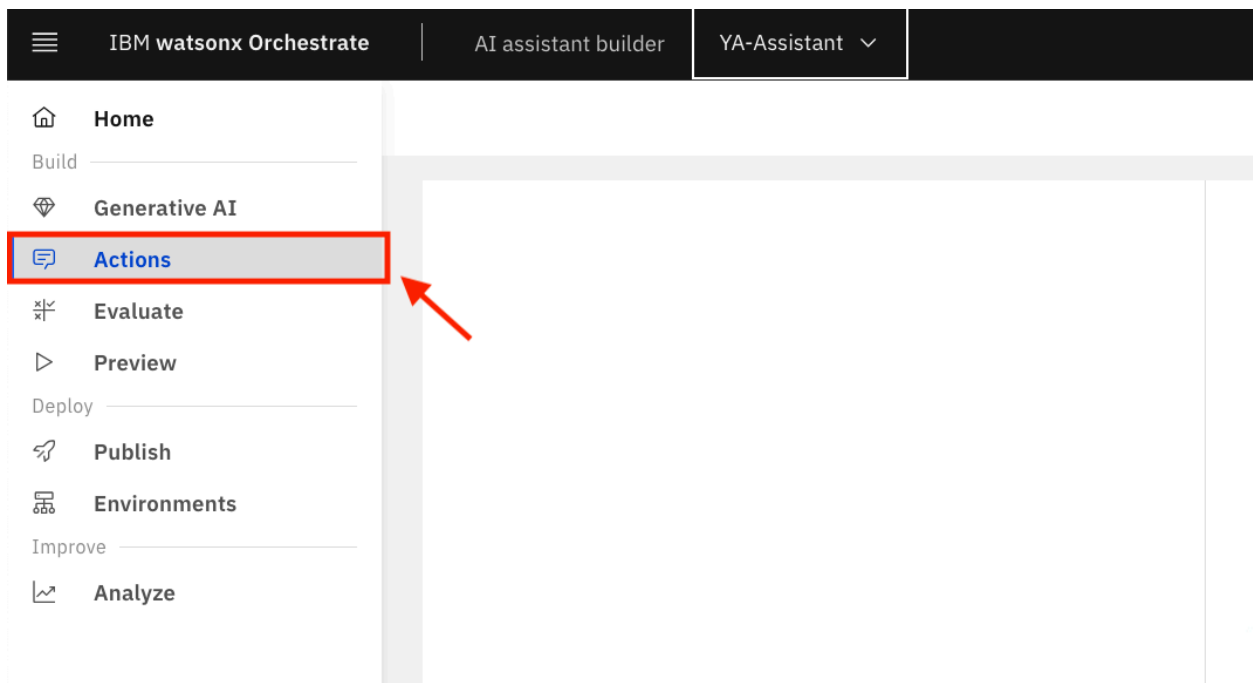 IBM watsonx Orchestrate AI assistant builder YA-Assistant
Home
Build
Generative AI
Actions
Evaluate
Preview
Deploy
Publish
Environments
Improve
Analyze